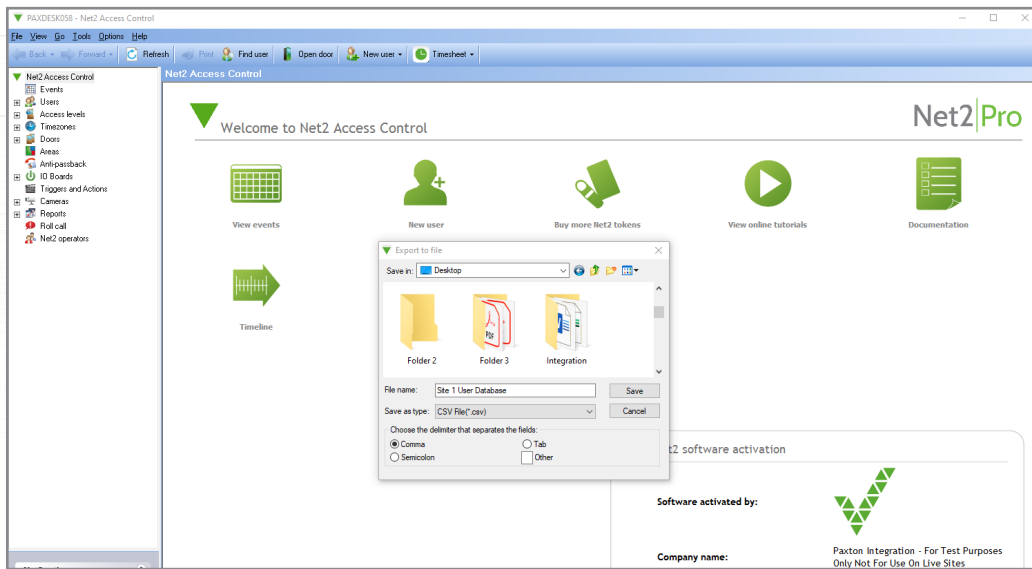 PAXDESK058 - Net2 Access Control
File View Go Tools Options Help
Back Forward Refresh Print Find user Open door New user Timesheet
Net2 Access Control
Events
Users
Access levels
Timezones
Doors
Areas
Anti-passback
IO Boards
Triggers and Actions
Cameras
Reports
Roll call
Net2 operators
Net2 Access Control
Welcome to Net2 Access Control
Net2 Pro
View events
New user
Buy more Net2 tokens
View online tutorials
Documentation
Timeline
Export to file
Save in: Desktop
PDF
Folder 2
Folder 3
Integration
File name: Site 1 User Database
Save
Save as type: CSV File(*.csv)
Cancel
Choose the delimiter that separates the fields:
Comma
Tab
Semicolon
Other
t2 software activation
Software activated by:
Company name:
Paxton Integration - For Test Purposes
Only Not For Use On Live Sites